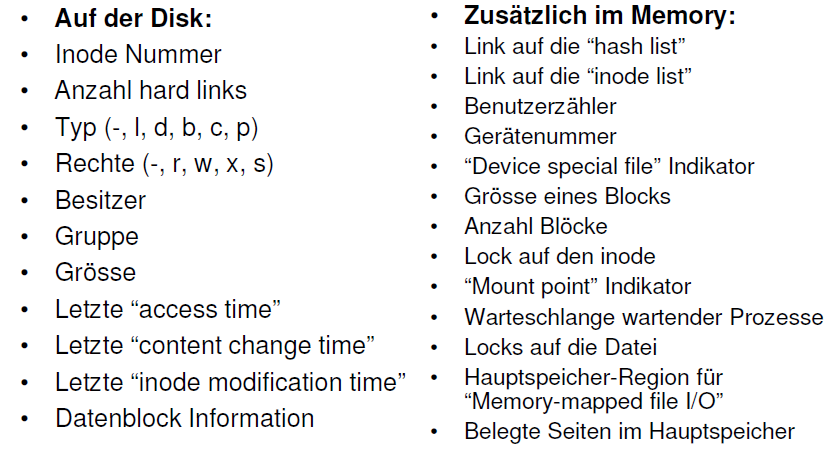 • Auf der Disk:
• Inode Nummer
• Anzahl hard links
• Typ (-, l, d, b, c, p)
• Rechte (-, r, w, x, s)
• Besitzer
• Gruppe
• Grösse
• Letzte “access time”
• Letzte “content change time”
• Letzte “inode modification time”
• Datenblock Information
• Zusätzlich im Memory:
• Link auf die “hash list”
• Link auf die “inode list”
• Benutzerzähler
• Gerätenummer
• “Device special file” Indikator
• Grösse eines Blocks
• Anzahl Blöcke
• Lock auf den inode
• “Mount point” Indikator
• Warteschlange wartender Prozesse
• Locks auf die Datei
• Hauptspeicher-Region für
“Memory-mapped file I/O”
• Belegte Seiten im Hauptspeicher